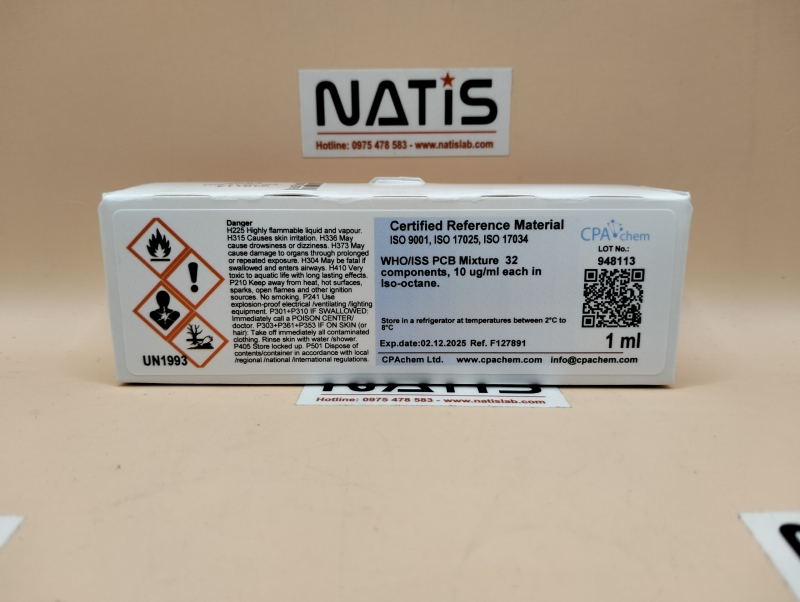 NATIS
Hotline: 0975 478 583 - www.natislab.com
Danger
H225 Highly flammable liquid and vapour.
H315 Causes skin irritation. H336 May
cause drowsiness or dizziness. H373 May
cause damage to organs through prolonged
or repeated exposure. H304 May be fatal if
swallowed and enters airways. H410 Very
toxic to aquatic life with long lasting effects.
P210 Keep away from heat, hot surfaces,
sparks, open flames and other ignition
sources. No smoking. P241 Use
explosion-proof electrical /ventilating /lighting
equipment. P301+P310 IF SWALLOWED:
Immediately call a POISON CENTER/
doctor. P303+P361+P353 IF ON SKIN (or
hair): Take off immediately all contaminated
clothing. Rinse skin with water /shower.
P405 Store locked up. P501 Dispose of
contents/container in accordance with local
/regional /national /international regulations.
UN1993
Certified Reference Material
ISO 9001, ISO 17025, ISO 17034
WHO/ISS PCB Mixture 32
components, 10 ug/ml each in
Iso-octane.
Store in a refrigerator at temperatures between 2°C to
8°C
Exp.date:02.12.2025 Ref. F127891
CPAchem Ltd. www.cpachem.com info@cpachem.com
CPAchem
LOT No.:
948113
1 ml
NATIS
Hotline: 0975 478 583 - www.natislab.com